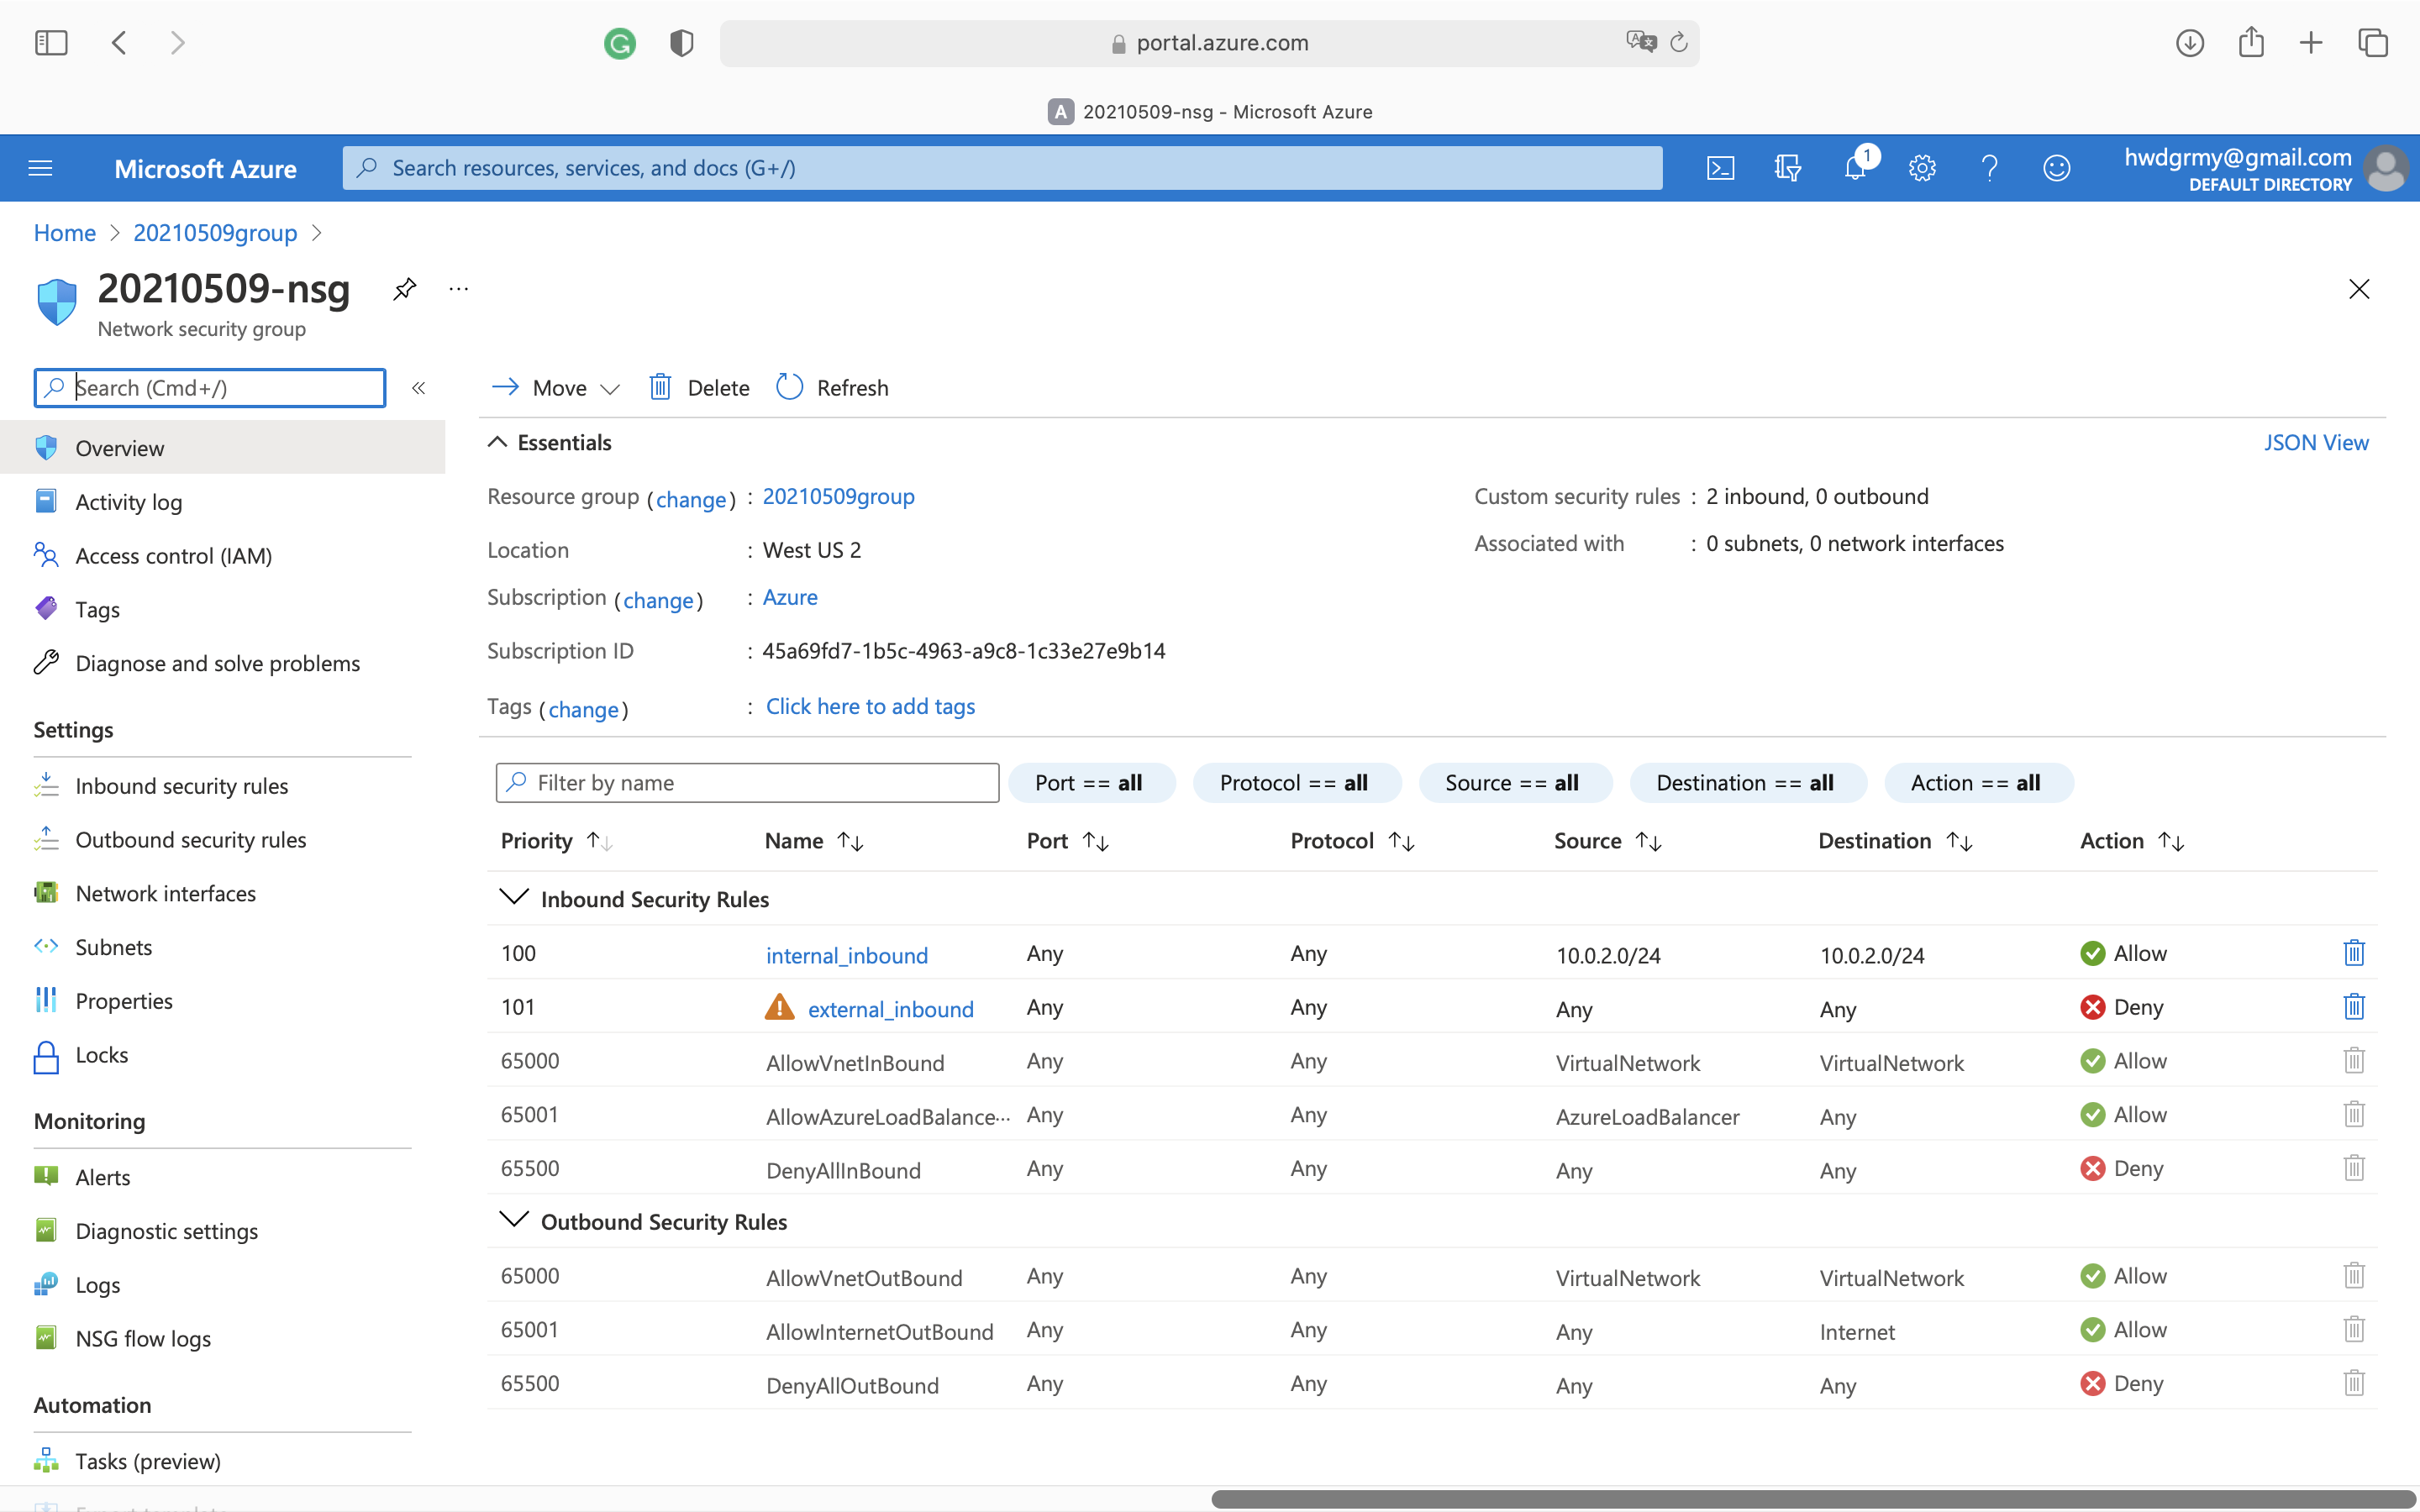 portal.azure.com
A 20210509-nsg - Microsoft Azure
Microsoft Azure
Search resources, services, and docs (G+/)
1
hwdgrmy@gmail.com
DEFAULT DIRECTORY
Home > 20210509group >
20210509-nsg
Network security group
Search (Cmd+/)
Move
Delete
Refresh
Overview
Activity log
Access control (IAM)
Tags
Diagnose and solve problems
Settings
Inbound security rules
Outbound security rules
Network interfaces
Subnets
Properties
Locks
Monitoring
Alerts
Diagnostic settings
Logs
NSG flow logs
Automation
Tasks (preview)
Export template
Essentials
JSON View
Resource group (change) : 20210509group
Location : West US 2
Subscription (change) : Azure
Subscription ID : 45a69fd7-1b5c-4963-a9c8-1c33e27e9b14
Tags (change) : Click here to add tags
Custom security rules : 2 inbound, 0 outbound
Associated with : 0 subnets, 0 network interfaces
Filter by name
Port == all
Protocol == all
Source == all
Destination == all
Action == all
Priority Name Port Protocol Source Destination Action
Inbound Security Rules
100 internal_inbound Any Any 10.0.2.0/24 10.0.2.0/24 Allow
101 external_inbound Any Any Any Any Deny
65000 AllowVnetInBound Any Any VirtualNetwork VirtualNetwork Allow
65001 AllowAzureLoadBalance... Any Any AzureLoadBalancer Any Allow
65500 DenyAllInBound Any Any Any Any Deny
Outbound Security Rules
65000 AllowVnetOutBound Any Any VirtualNetwork VirtualNetwork Allow
65001 AllowInternetOutBound Any Any Any Internet Allow
65500 DenyAllOutBound Any Any Any Any Deny